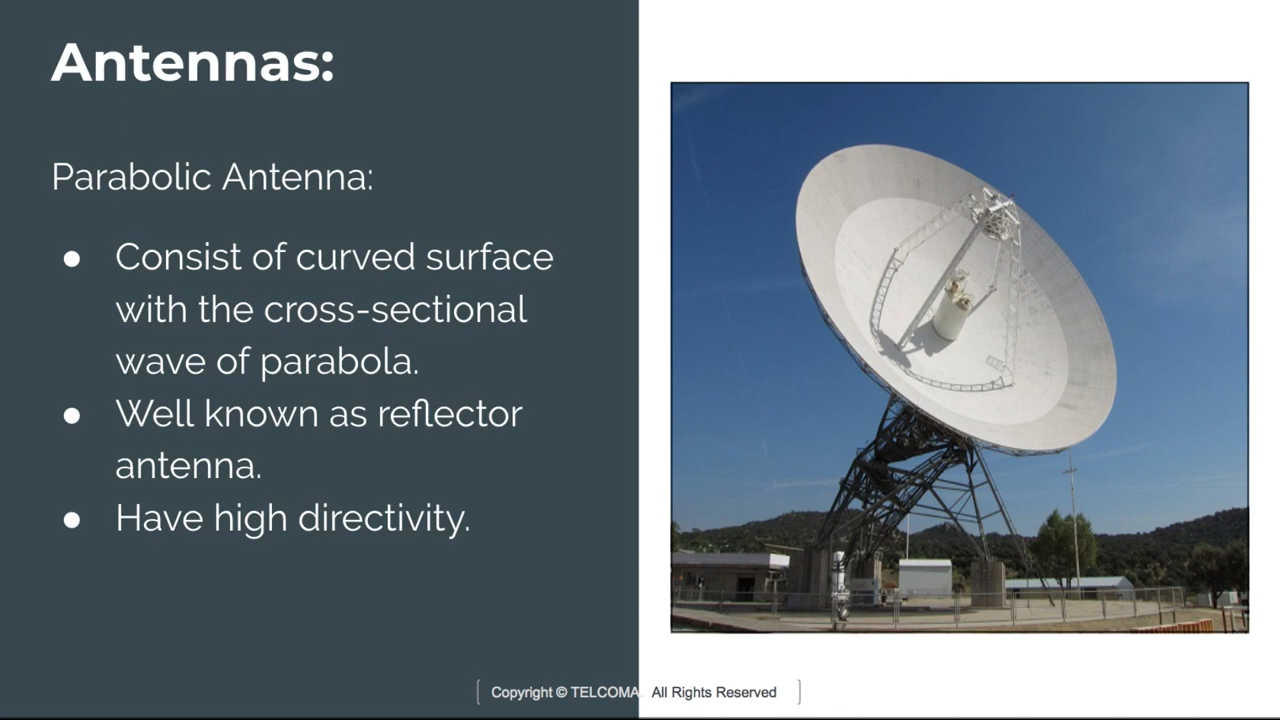 Antennas:
Parabolic Antenna:
● Consist of curved surface
with the cross-sectional
wave of parabola.
● Well known as reflector
antenna.
● Have high directivity.
Copyright © TELCOMA. All Rights Reserved